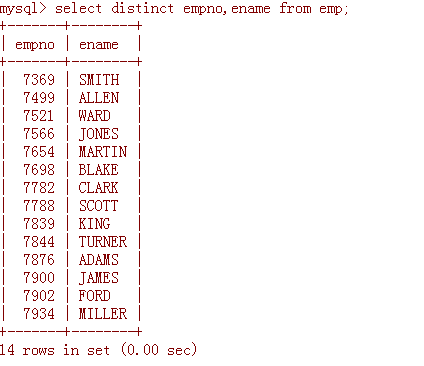 mysql> select distinct empno,ename from emp;
+-------+--------+
| empno | ename  |
+-------+--------+
|  7369 | SMITH  |
|  7499 | ALLEN  |
|  7521 | WARD   |
|  7566 | JONES  |
|  7654 | MARTIN |
|  7698 | BLAKE  |
|  7782 | CLARK  |
|  7788 | SCOTT  |
|  7839 | KING   |
|  7844 | TURNER |
|  7876 | ADAMS  |
|  7900 | JAMES  |
|  7902 | FORD   |
|  7934 | MILLER |
+-------+--------+
14 rows in set (0.00 sec)